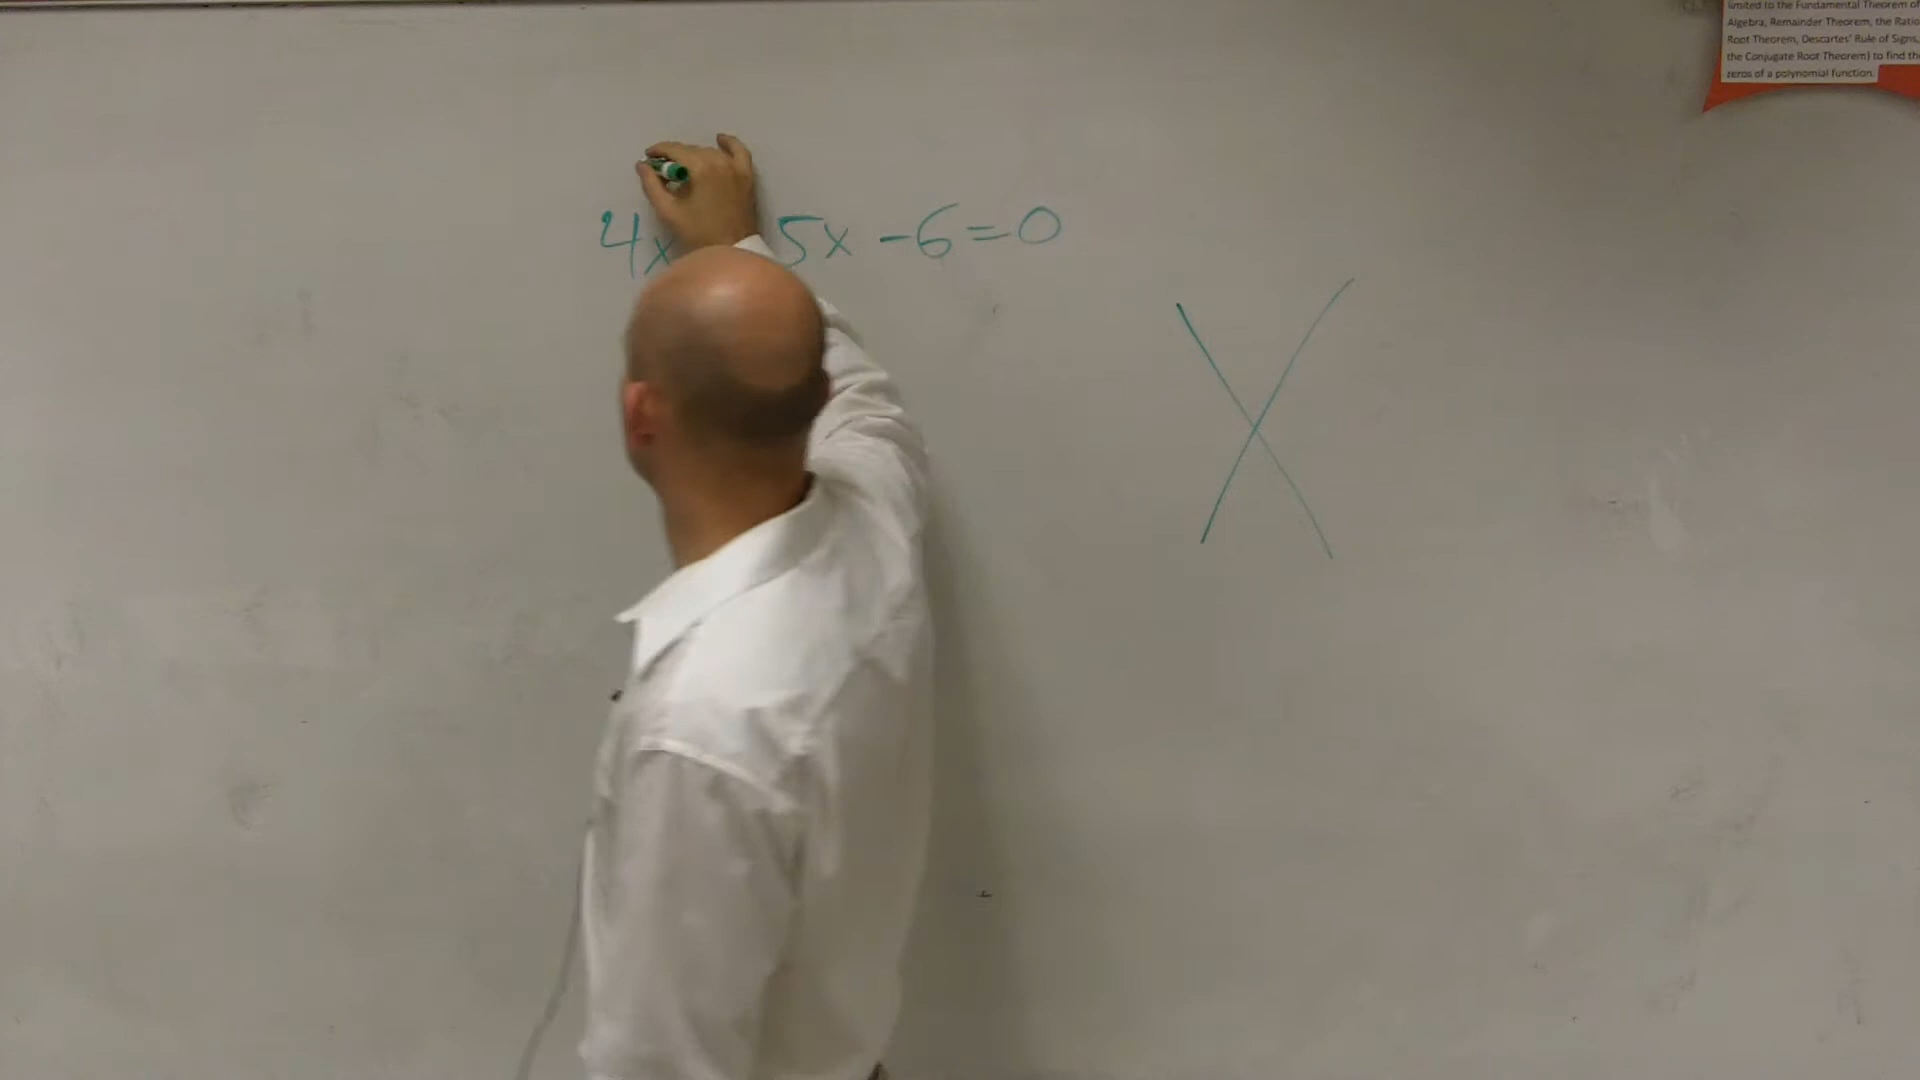 limited to the Fundamental Theorem of
Algebra, Remainder Theorem, the Ratio
Root Theorem, Descartes' Rule of Signs,
the Conjugate Root Theorem) to find th
zeros of a polynomial function.
4x 5x - 6 = 0